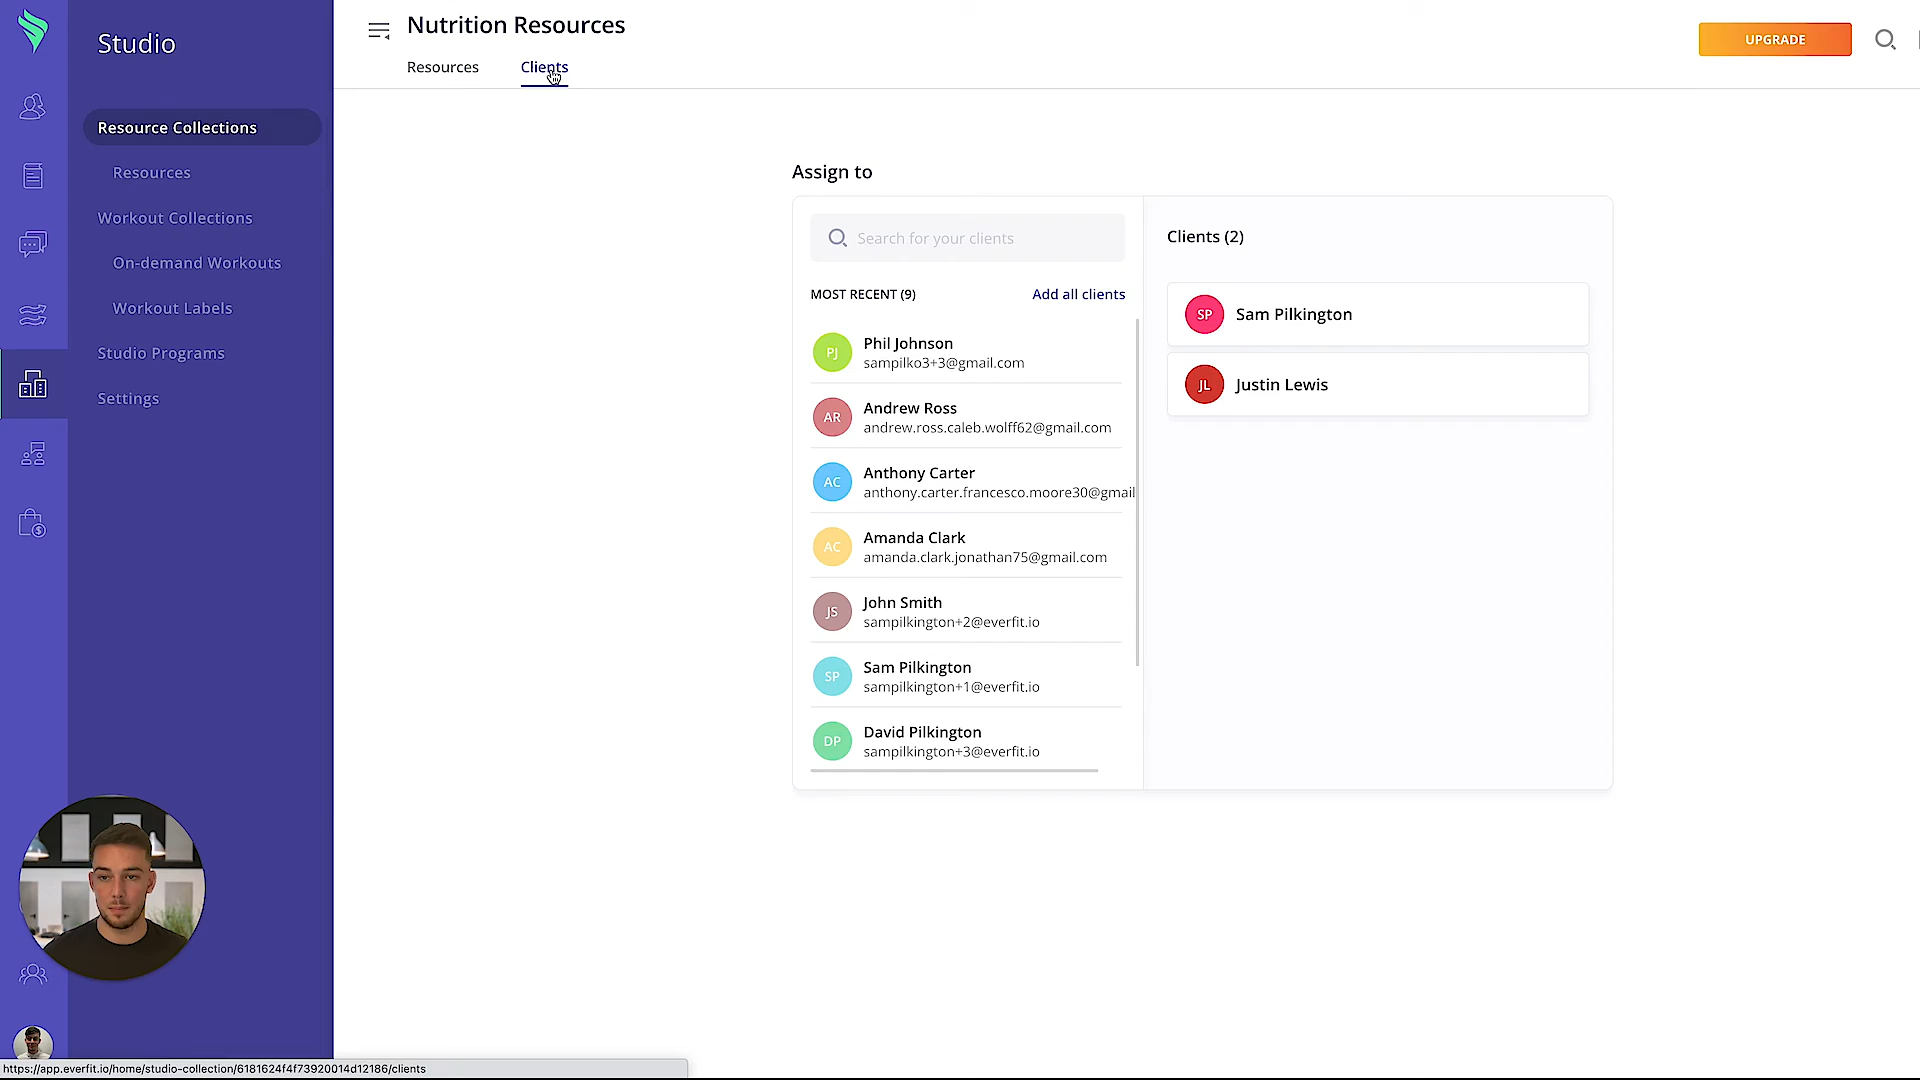 Studio
Resource Collections
Resources
Workout Collections
On-demand Workouts
Workout Labels
Studio Programs
Settings
Nutrition Resources
Resources
Clients
UPGRADE
Assign to
Search for your clients
MOST RECENT (9)
Add all clients
PJ
Phil Johnson
sampilko3+3@gmail.com
AR
Andrew Ross
andrew.ross.caleb.wolff62@gmail.com
AC
Anthony Carter
anthony.carter.francesco.moore30@gmail
AC
Amanda Clark
amanda.clark.jonathan75@gmail.com
JS
John Smith
sampilkington+2@everfit.io
SP
Sam Pilkington
sampilkington+1@everfit.io
DP
David Pilkington
sampilkington+3@everfit.io
Clients (2)
SP
Sam Pilkington
JL
Justin Lewis
https://app.everfit.io/home/studio-collection/6181624f4f73920014d12186/clients